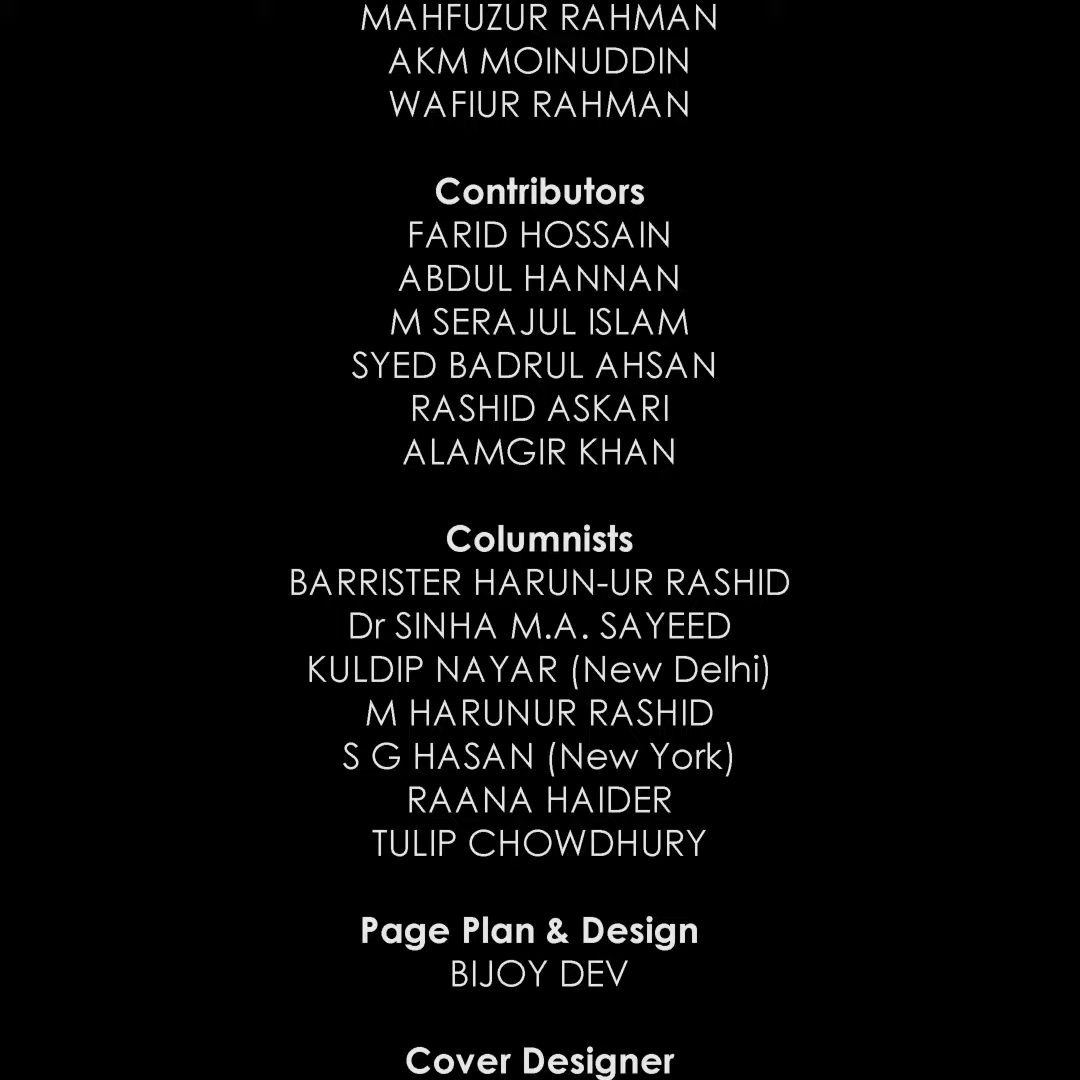 MAHFUZUR RAHMAN
AKM MOINUDDIN
WAFIUR RAHMAN
Contributors
FARID HOSSAIN
ABDUL HANNAN
M SERAJUL ISLAM
SYED BADRUL AHSAN
RASHID ASKARI
ALAMGIR KHAN
Columnists
BARRISTER HARUN-UR RASHID
Dr SINHA M.A. SAYEED
KULDIP NAYAR (New Delhi)
M HARUNUR RASHID
S G HASAN (New York)
RAANA HAIDER
TULIP CHOWDHURY
Page Plan & Design
BIJOY DEV
Cover Designer